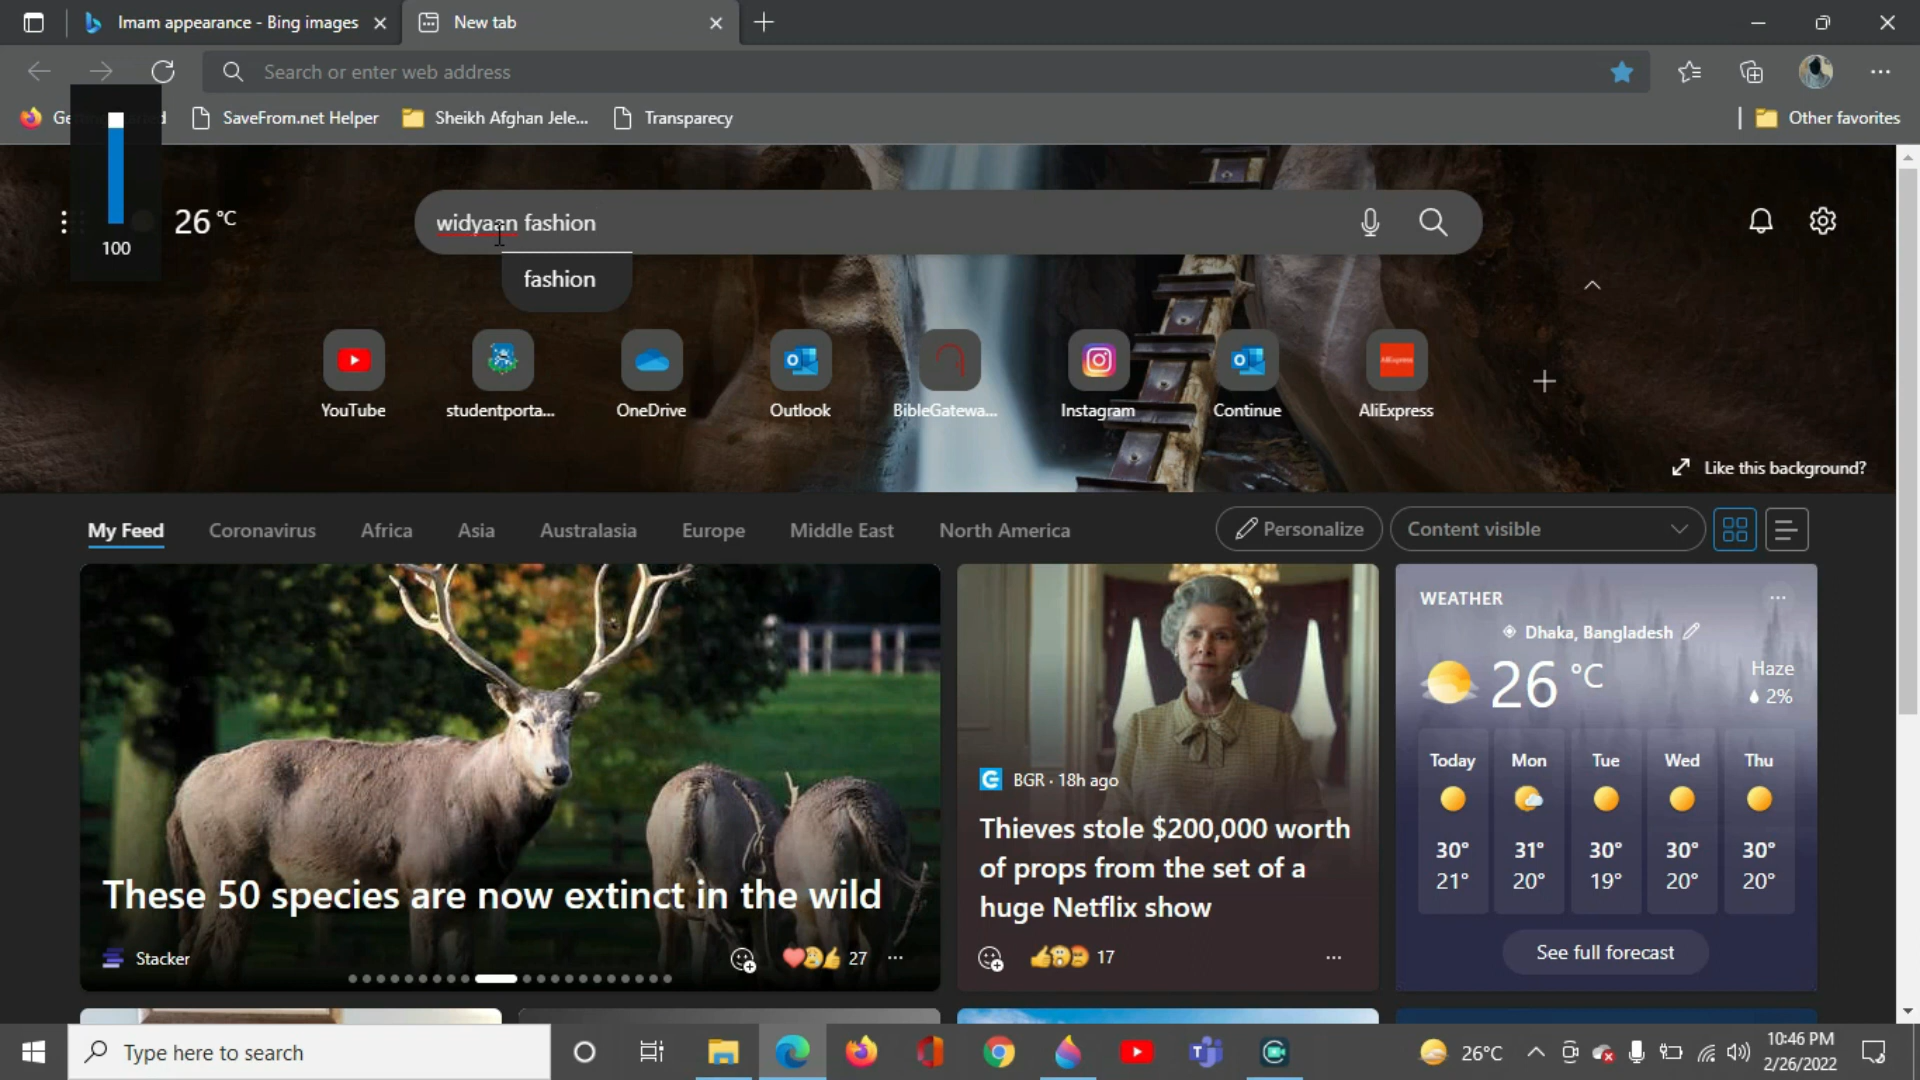 Imam appearance - Bing images
New tab
Search or enter web address
SaveFrom.net Helper
Sheikh Afghan Jele...
Transparecy
Other favorites
100
26 °C
widyaan fashion
fashion
YouTube
studentporta...
OneDrive
Outlook
BibleGatewa...
Instagram
Continue
AliExpress
Like this background?
My Feed
Coronavirus
Africa
Asia
Australasia
Europe
Middle East
North America
Personalize
Content visible
These 50 species are now extinct in the wild
Stacker
27
BGR · 18h ago
Thieves stole $200,000 worth
of props from the set of a
huge Netflix show
17
WEATHER
Dhaka, Bangladesh
26 °C
Haze
2%
Today Mon Tue Wed Thu
30° 31° 30° 30° 30°
21° 20° 19° 20° 20°
See full forecast
Type here to search
26°C
10:46 PM
2/26/2022